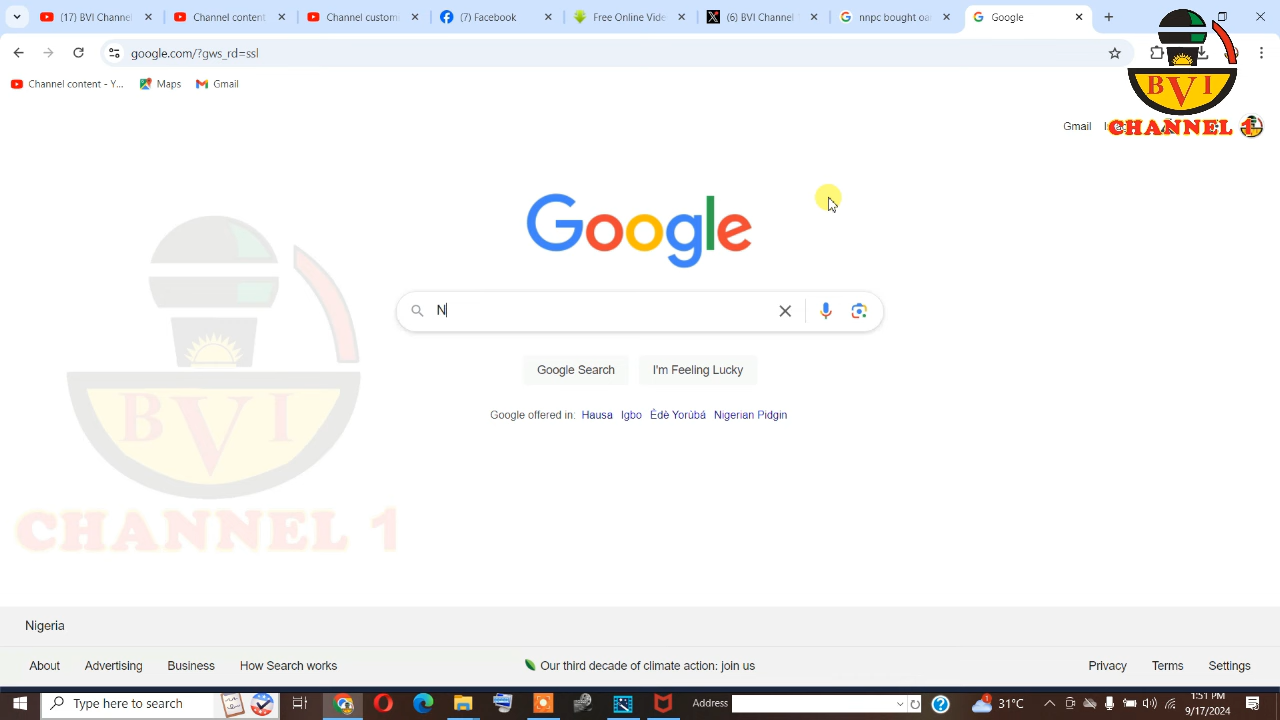 (17) BVI Channel
Channel content
Channel custom
(7) Facebook
Free Online Vide
(6) BVI Channel
nnpc bought o
Google
google.com/?gws_rd=ssl
Channel content - Y...
Maps
Gmail
BVI
CHANNEL 1
Gmail
Google
N
Google Search
I'm Feeling Lucky
Google offered in: Hausa Igbo Èdè Yorùbá Nigerian Pidgin
BVI
CHANNEL 1
Nigeria
About
Advertising
Business
How Search works
Our third decade of climate action: join us
Privacy
Terms
Settings
Type here to search
Address
31°C
1:51 PM
9/17/2024